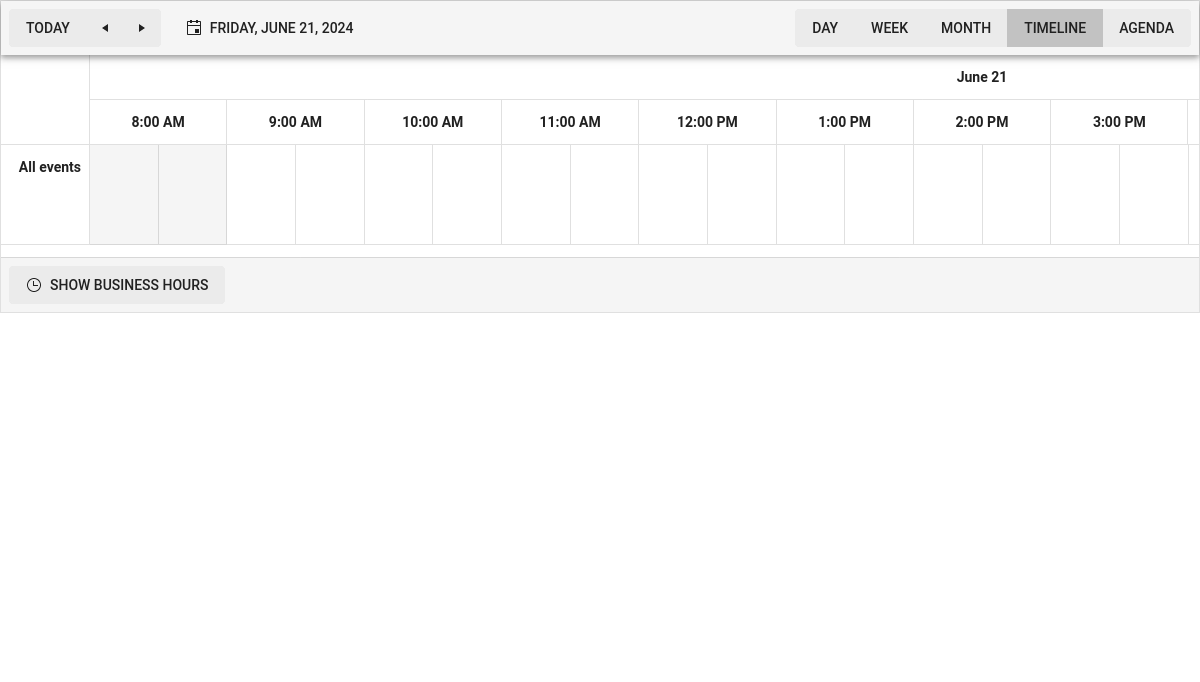 TODAY FRIDAY, JUNE 21, 2024 DAY WEEK MONTH TIMELINE AGENDA
June 21
8:00 AM 9:00 AM 10:00 AM 11:00 AM 12:00 PM 1:00 PM 2:00 PM 3:00 PM
All events
SHOW BUSINESS HOURS